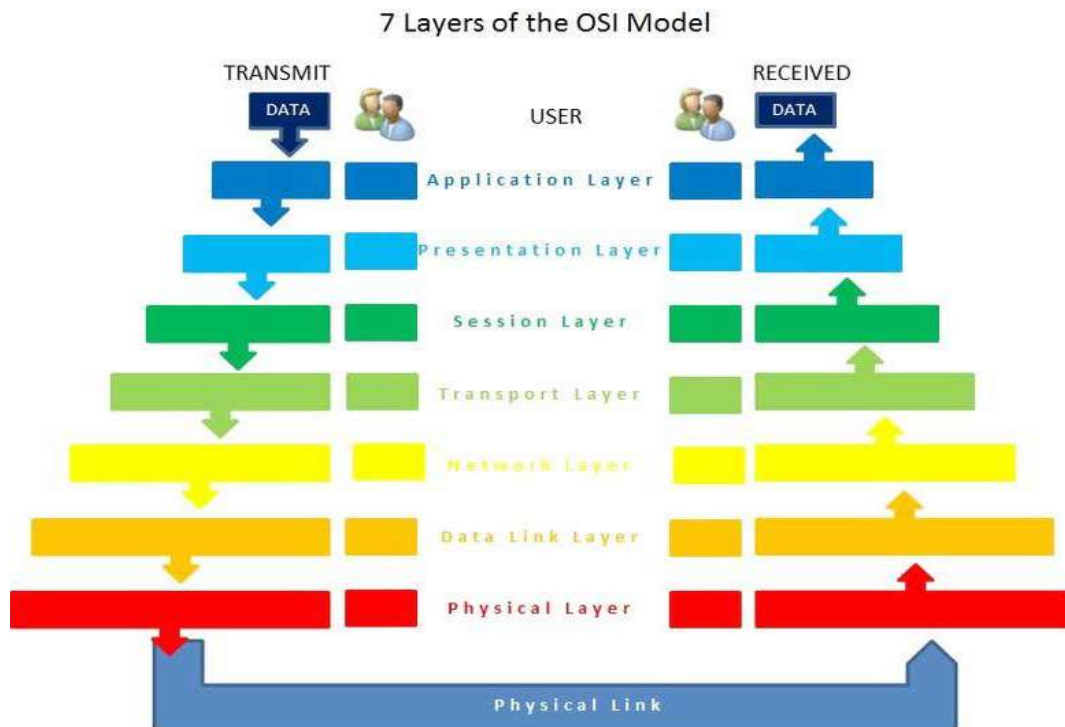 7 Layers of the OSI Model
TRANSMIT
RECEIVED
DATA
USER
DATA
Application Layer
Presentation Layer
Session Layer
Transport Layer
Network Layer
Data Link Layer
Physical Layer
Physical Link